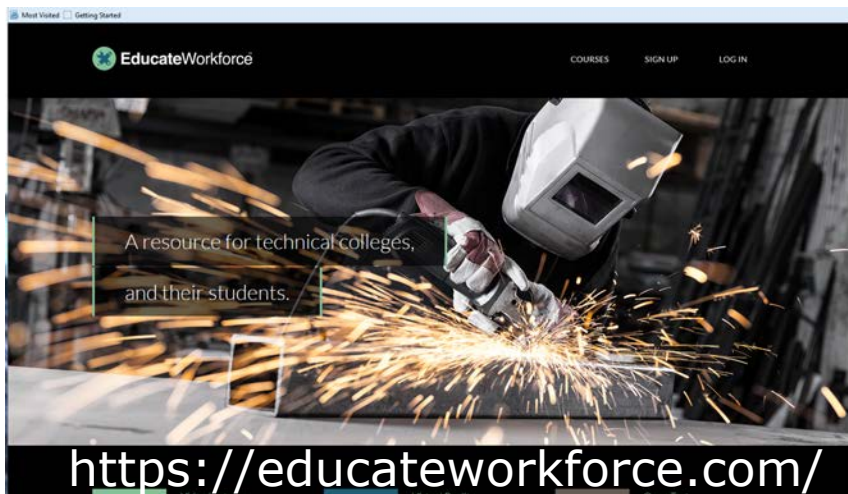 Most Visited Getting Started
EducateWorkforce
COURSES SIGN UP LOG IN
A resource for technical colleges,
and their students.
https://educateworkforce.com/